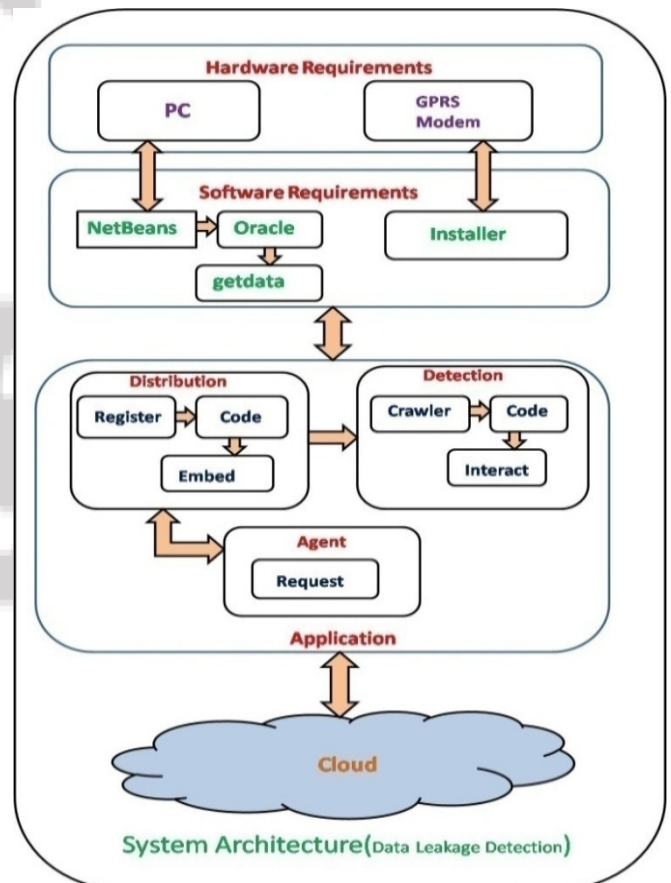 Hardware Requirements
PC
GPRS
Modem
Software Requirements
NetBeans
Oracle
Installer
getdata
Distribution
Register
Code
Embed
Detection
Crawler
Code
Interact
Agent
Request
Application
Cloud
System Architecture(Data Leakage Detection)